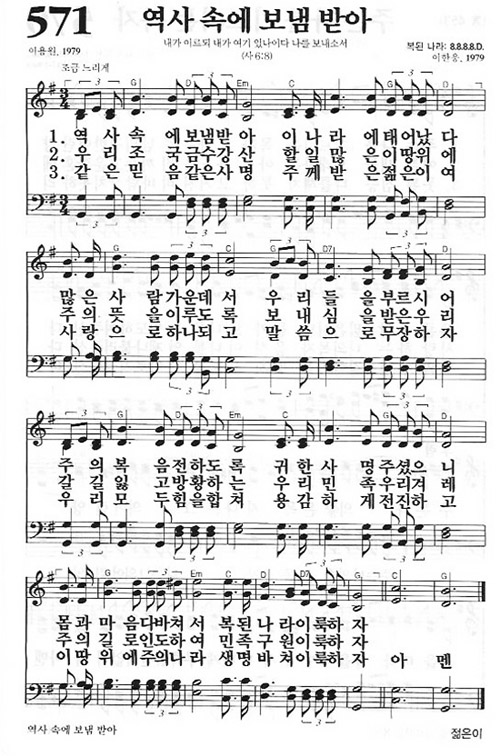 571 역사 속에 보냄 받아
내가 이르되 내가 여기 있나이다 나를 보내소서
(사 6:8)
이용원, 1979
복된 나라: 8.8.8.8.D.
이한웅, 1979
조금 느리게
1. 역 사 속 에 보 냄 받 아 이 나 라 에 태 어 났 다
2. 우 리 조 국 금 수 강 산 할 일 많 은 이 땅 위 에
3. 같 은 민 음 같 은 사 명 주 께 받 은 젊 은 이 여
많 은 사 람 가 운 데 서 우 리 들 을 부 르 시 어
주 의 뜻 을 이 루 려 고 보 내 심 을 받 은 우 리
사 랑 으 로 하 나 되 고 말 씀 으 로 무 장 하 자
주 의 복 음 전 하 도 록 귀 한 사 명 주 셨 으 니
갈 길 잃 고 방 황 하 는 우 리 민 족 우 리 겨 레
우 리 모 두 힘 을 합 쳐 용 감 하 게 전 진 하 고
몸 과 마 음 다 바 쳐 서 복 된 나 라 이 룩 하 자
주 의 길 로 인 도 하 여 민 족 구 원 이 룩 하 자
이 땅 위 에 주 의 나 라 생 명 바 쳐 이 룩 하 자 아 멘
역사 속에 보냄 받아
젊은이